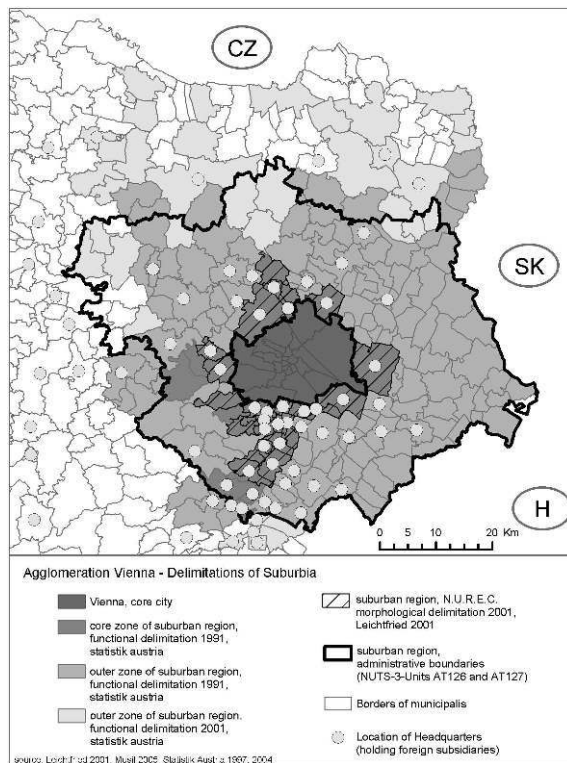 CZ
SK
H
0 10 20 Km
Agglomeration Vienna - Delimitations of Suburbia
Vienna, core city
core zone of suburban region,
functional delimitation 1991,
statistik austria
outer zone of suburban region,
functional delimitation 1991,
statistik austria
outer zone of suburban region.
functional delimitation 2001,
statistik austria
suburban region, N.U.R.E.C.
morphological delimitation 2001,
Leichtfried 2001
suburban region,
administrative boundaries
(NUTS-3-Units AT126 and AT127)
Borders of municipalis
Location of Headquarters
(holding foreign subsidiaries)
source: Leichtfried 2001, Musil 2005, Statistik Austria 1997, 2004